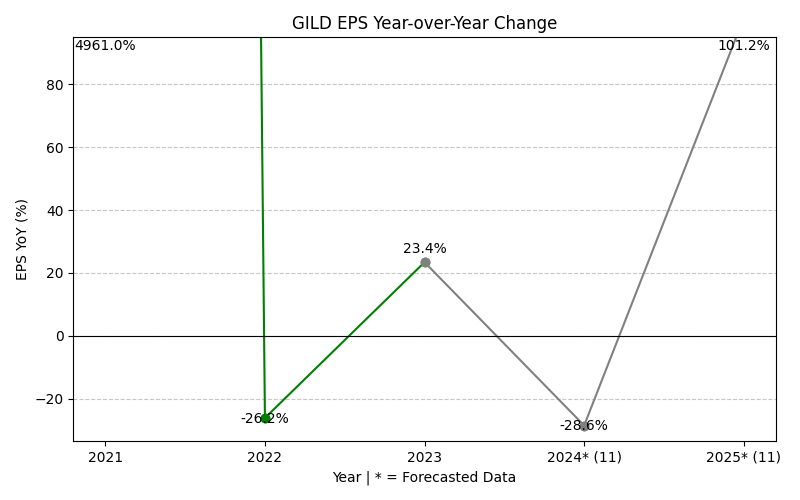 GILD EPS Year-over-Year Change
4961.0%
101.2%
80
60
40
23.4%
20
0
-26.2%
-28.6%
−20
EPS YoY (%)
2021 2022 2023 2024* (11) 2025* (11)
Year | * = Forecasted Data